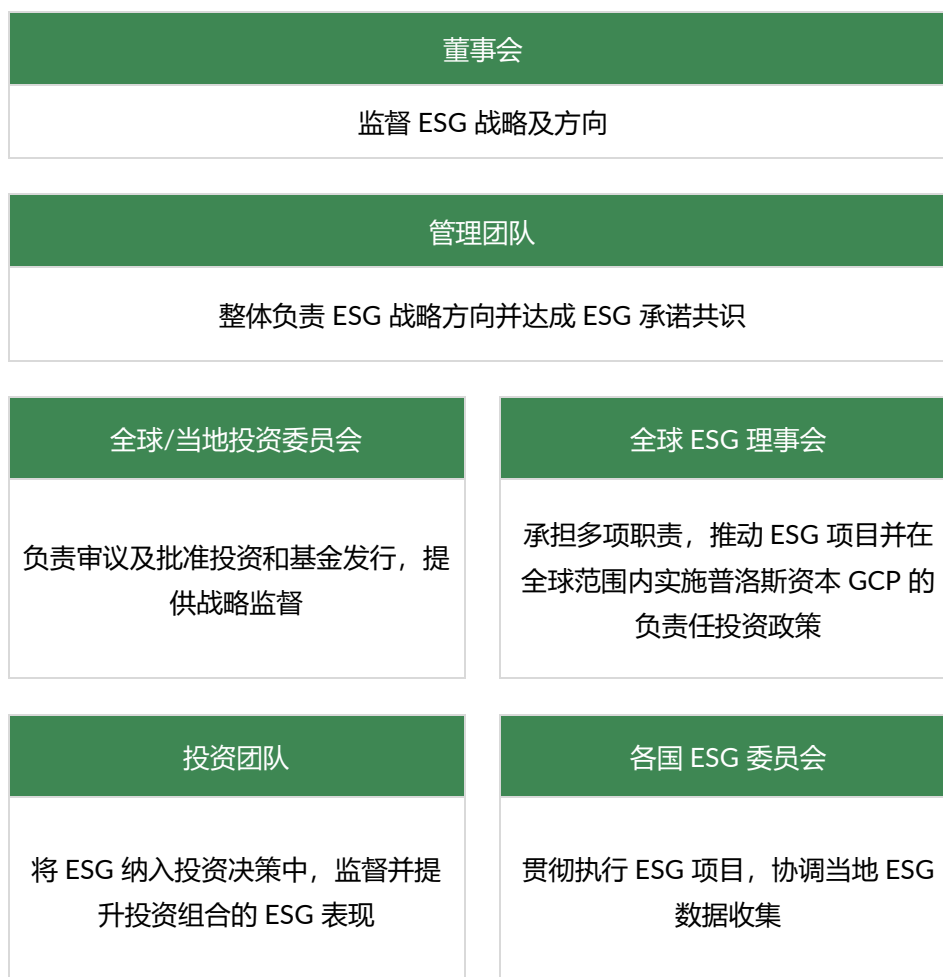 董事会
监督 ESG 战略及方向
管理团队
整体负责 ESG 战略方向并达成 ESG 承诺共识
全球/当地投资委员会
负责审议及批准投资和基金发行，提
供战略监督
全球 ESG 理事会
承担多项职责，推动 ESG 项目并在
全球范围内实施普洛斯资本 GCP 的
负责任投资政策
投资团队
将 ESG 纳入投资决策中，监督并提
升投资组合的 ESG 表现
各国 ESG 委员会
贯彻执行 ESG 项目，协调当地 ESG
数据收集